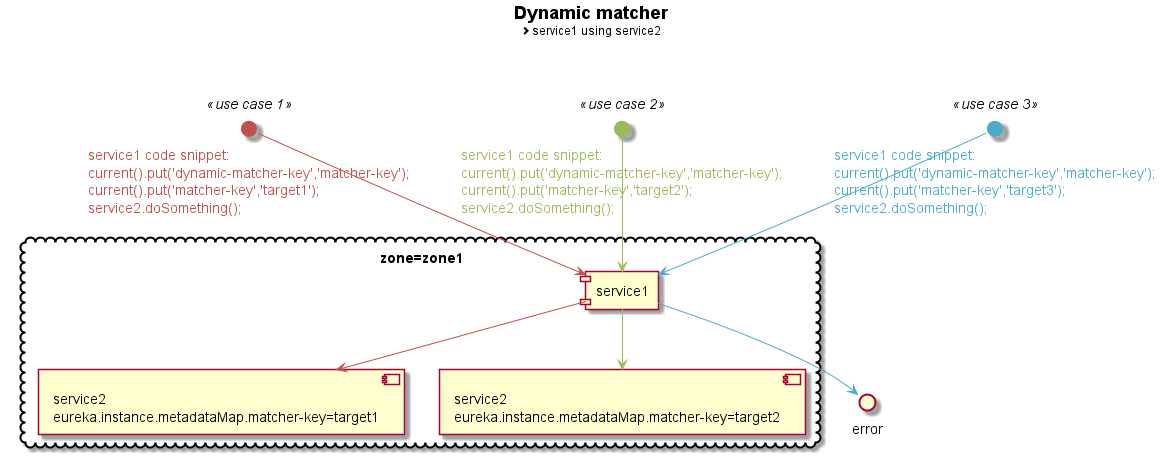 Dynamic matcher
> service1 using service2
«use case 1»
«use case 2»
«use case 3»
service1 code snippet:
current().put('dynamic-matcher-key','matcher-key');
current().put('matcher-key','target1');
service2.doSomething();
service1 code snippet:
current().put('dynamic-matcher-key','matcher-key');
current().put('matcher-key','target2');
service2.doSomething();
service1 code snippet:
current().put('dynamic-matcher-key','matcher-key');
current().put('matcher-key','target3');
service2.doSomething();
zone=zone1
service1
service2
eureka.instance.metadataMap.matcher-key=target1
service2
eureka.instance.metadataMap.matcher-key=target2
error